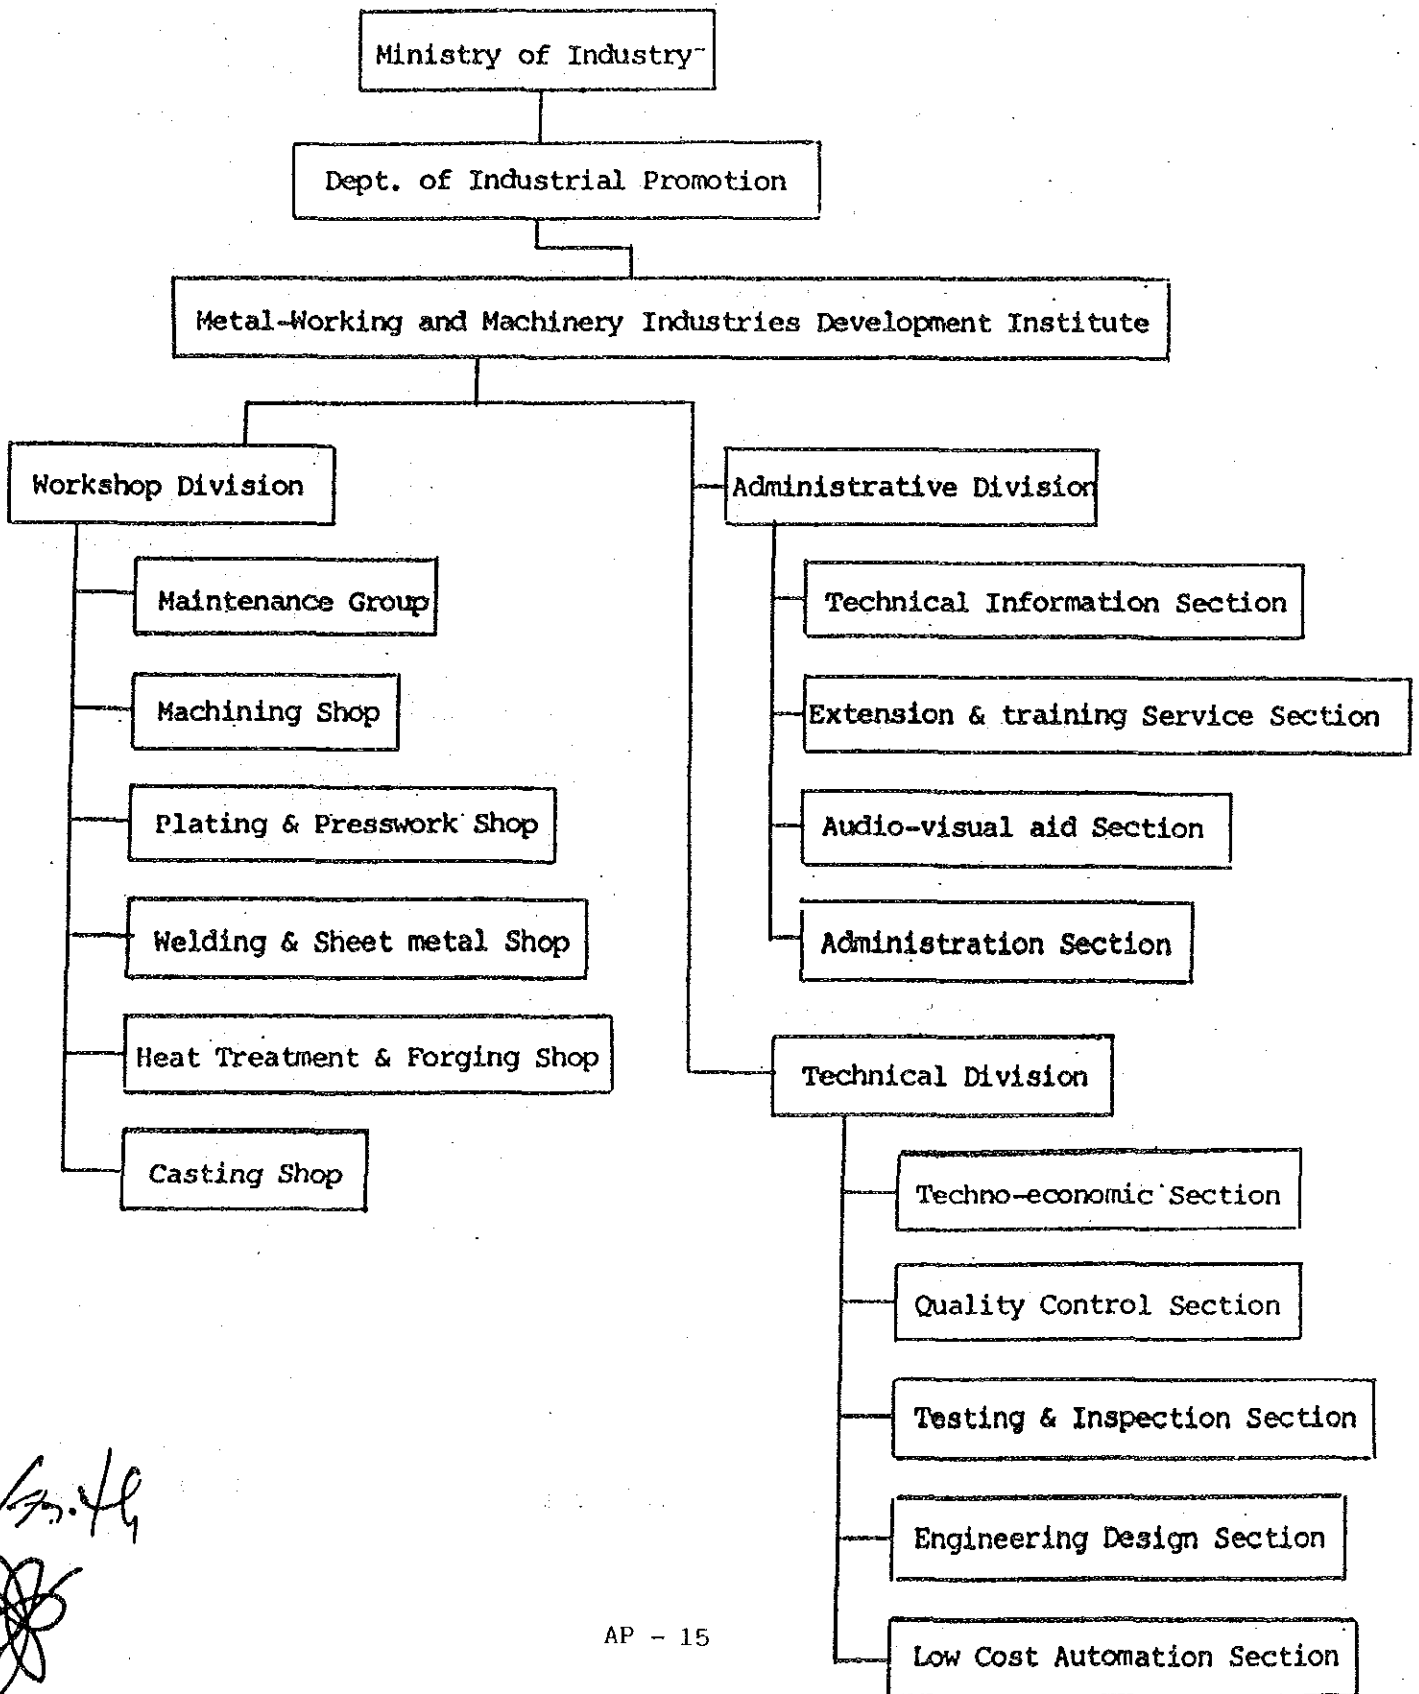 Ministry of Industry
Dept. of Industrial Promotion
Metal-Working and Machinery Industries Development Institute
Workshop Division
Maintenance Group
Machining Shop
Plating & Presswork Shop
Welding & Sheet metal Shop
Heat Treatment & Forging Shop
Casting Shop
Administrative Division
Technical Information Section
Extension & training Service Section
Audio-visual aid Section
Administration Section
Technical Division
Techno-economic Section
Quality Control Section
Testing & Inspection Section
Engineering Design Section
Low Cost Automation Section
AP - 15